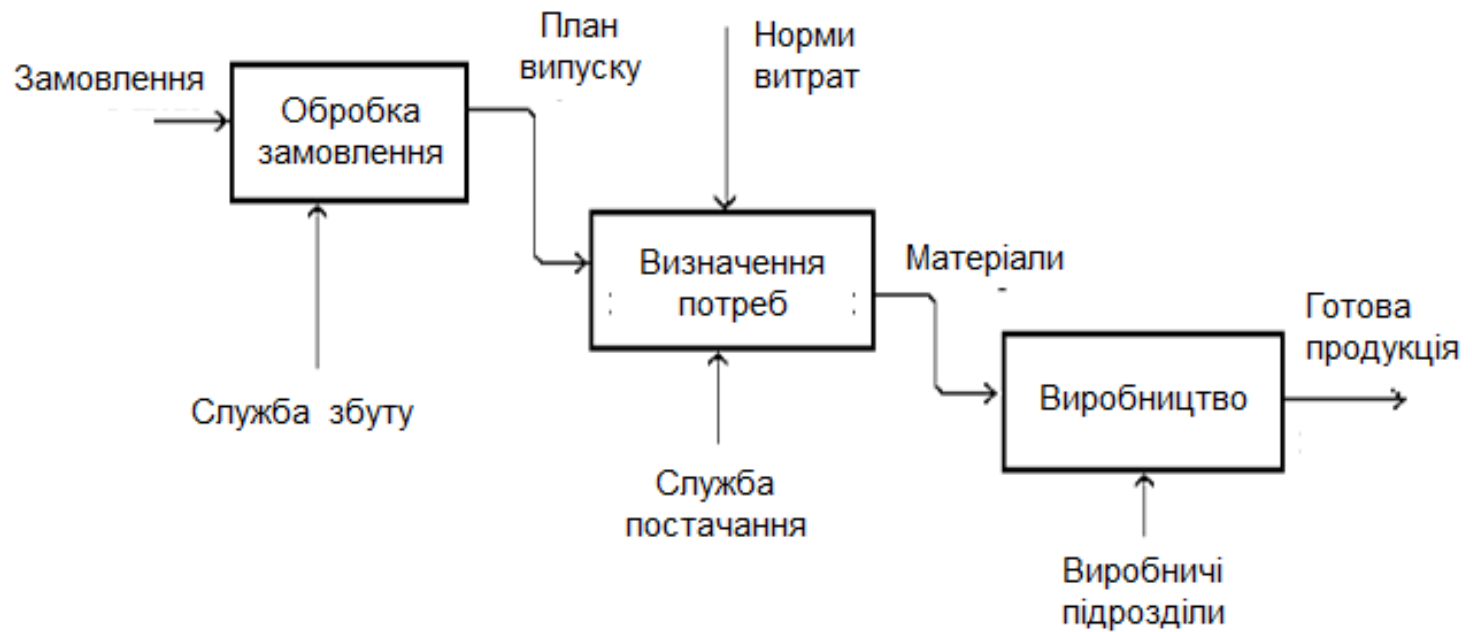 Замовлення
Обробка
замовлення
План
випуску
Норми
витрат
Служба збуту
Визначення
потреб
Матеріали
Служба
постачання
Виробництво
Готова
продукція
Виробничі
підрозділи